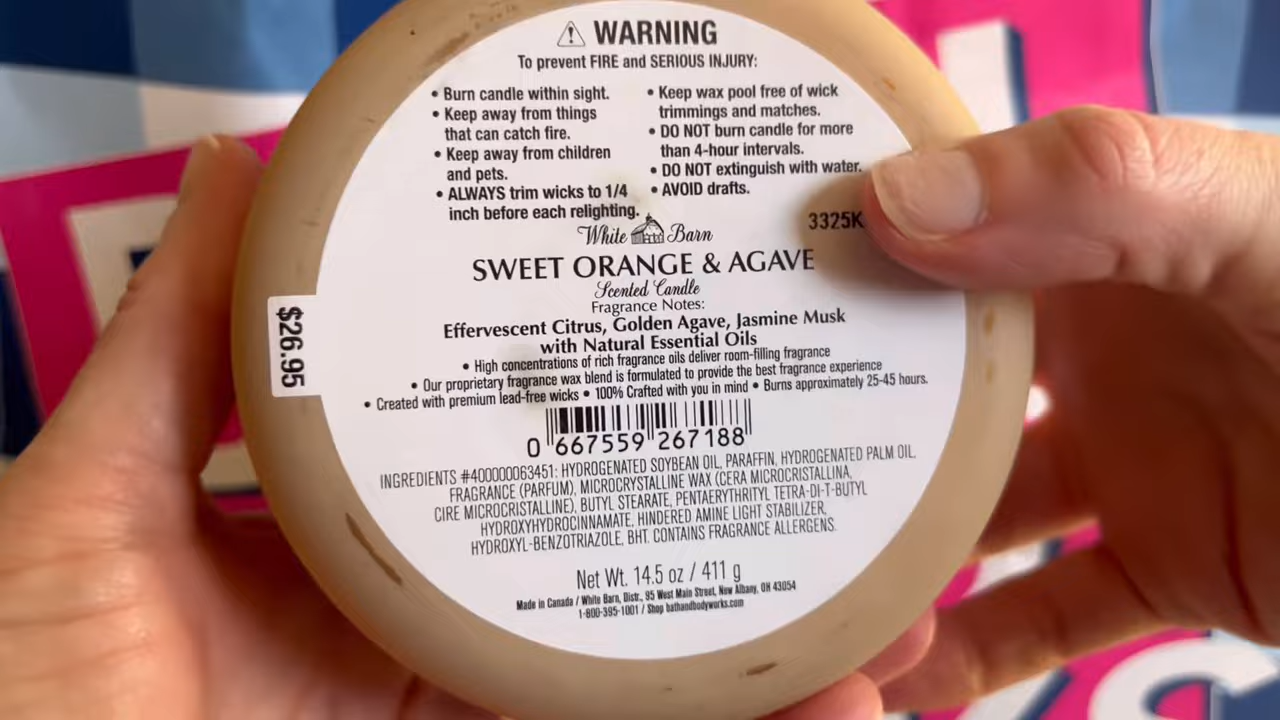 WARNING
To prevent FIRE and SERIOUS INJURY:
• Burn candle within sight.
• Keep away from things
that can catch fire.
• Keep away from children
and pets.
• ALWAYS trim wicks to 1/4
inch before each relighting.
• Keep wax pool free of wick
trimmings and matches.
• DO NOT burn candle for more
than 4-hour intervals.
• DO NOT extinguish with water.
• AVOID drafts.
3325K
White Barn
SWEET ORANGE & AGAVE
Scented Candle
Fragrance Notes:
Effervescent Citrus, Golden Agave, Jasmine Musk
with Natural Essential Oils
• High concentrations of rich fragrance oils deliver room-filling fragrance
• Our proprietary fragrance wax blend is formulated to provide the best fragrance experience
• Created with premium lead-free wicks • 100% Crafted with you in mind • Burns approximately 25-45 hours.
$26.95
0 667559 267188
INGREDIENTS #400000063451: HYDROGENATED SOYBEAN OIL, PARAFFIN, HYDROGENATED PALM OIL,
FRAGRANCE (PARFUM), MICROCRYSTALLINE WAX (CERA MICROCRISTALLINA,
CIRE MICROCRISTALLINE), BUTYL STEARATE, PENTAERYTHRITYL TETRA-DI-T-BUTYL
HYDROXYHYDROCINNAMATE, HINDERED AMINE LIGHT STABILIZER,
HYDROXYL-BENZOTRIAZOLE, BHT. CONTAINS FRAGRANCE ALLERGENS.
Net Wt. 14.5 oz / 411 g
Made in Canada / White Barn, Distr., 95 West Main Street, New Albany, OH 43054
1-800-395-1001 / Shop bathandbodyworks.com